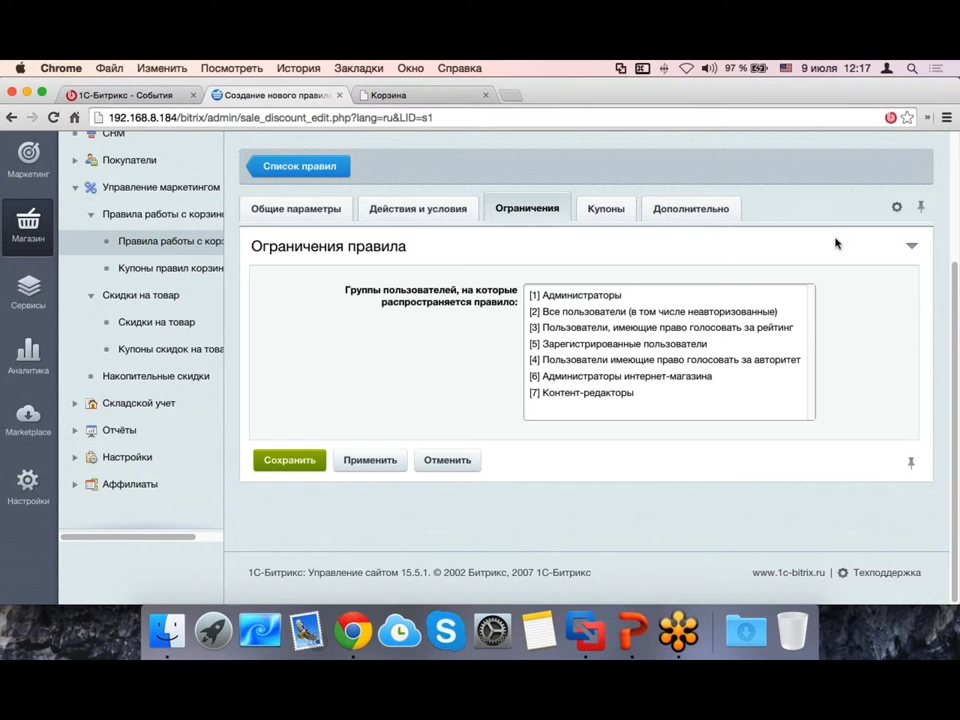 Chrome Файл Изменить Посмотреть История Закладки Окно Справка 97 % 9 июля 12:17
1С-Битрикс - События Создание нового правил Корзина
192.168.8.184/bitrix/admin/sale_discount_edit.php?lang=ru&LID=s1
CRM
Маркетинг
Покупатели
Список правил
Управление маркетингом
Магазин
Правила работы с корзино
Общие параметры Действия и условия Ограничения Купоны Дополнительно
Правила работы с кор
Ограничения правила
Купоны правил корзин
Сервисы
Скидки на товар
Группы пользователей, на которые распространяется правило:
[1] Администраторы
[2] Все пользователи (в том числе неавторизованные)
[3] Пользователи, имеющие право голосовать за рейтинг
[5] Зарегистрированные пользователи
[4] Пользователи имеющие право голосовать за авторитет
[6] Администраторы интернет-магазина
[7] Контент-редакторы
Скидки на товар
Купоны скидок на това
Аналитика
Накопительные скидки
Складской учет
Marketplace
Отчёты
Настройки
Сохранить Применить Отменить
Аффилиаты
Настройки
1С-Битрикс: Управление сайтом 15.5.1. © 2002 Битрикс, 2007 1С-Битрикс
www.1c-bitrix.ru | Техподдержка